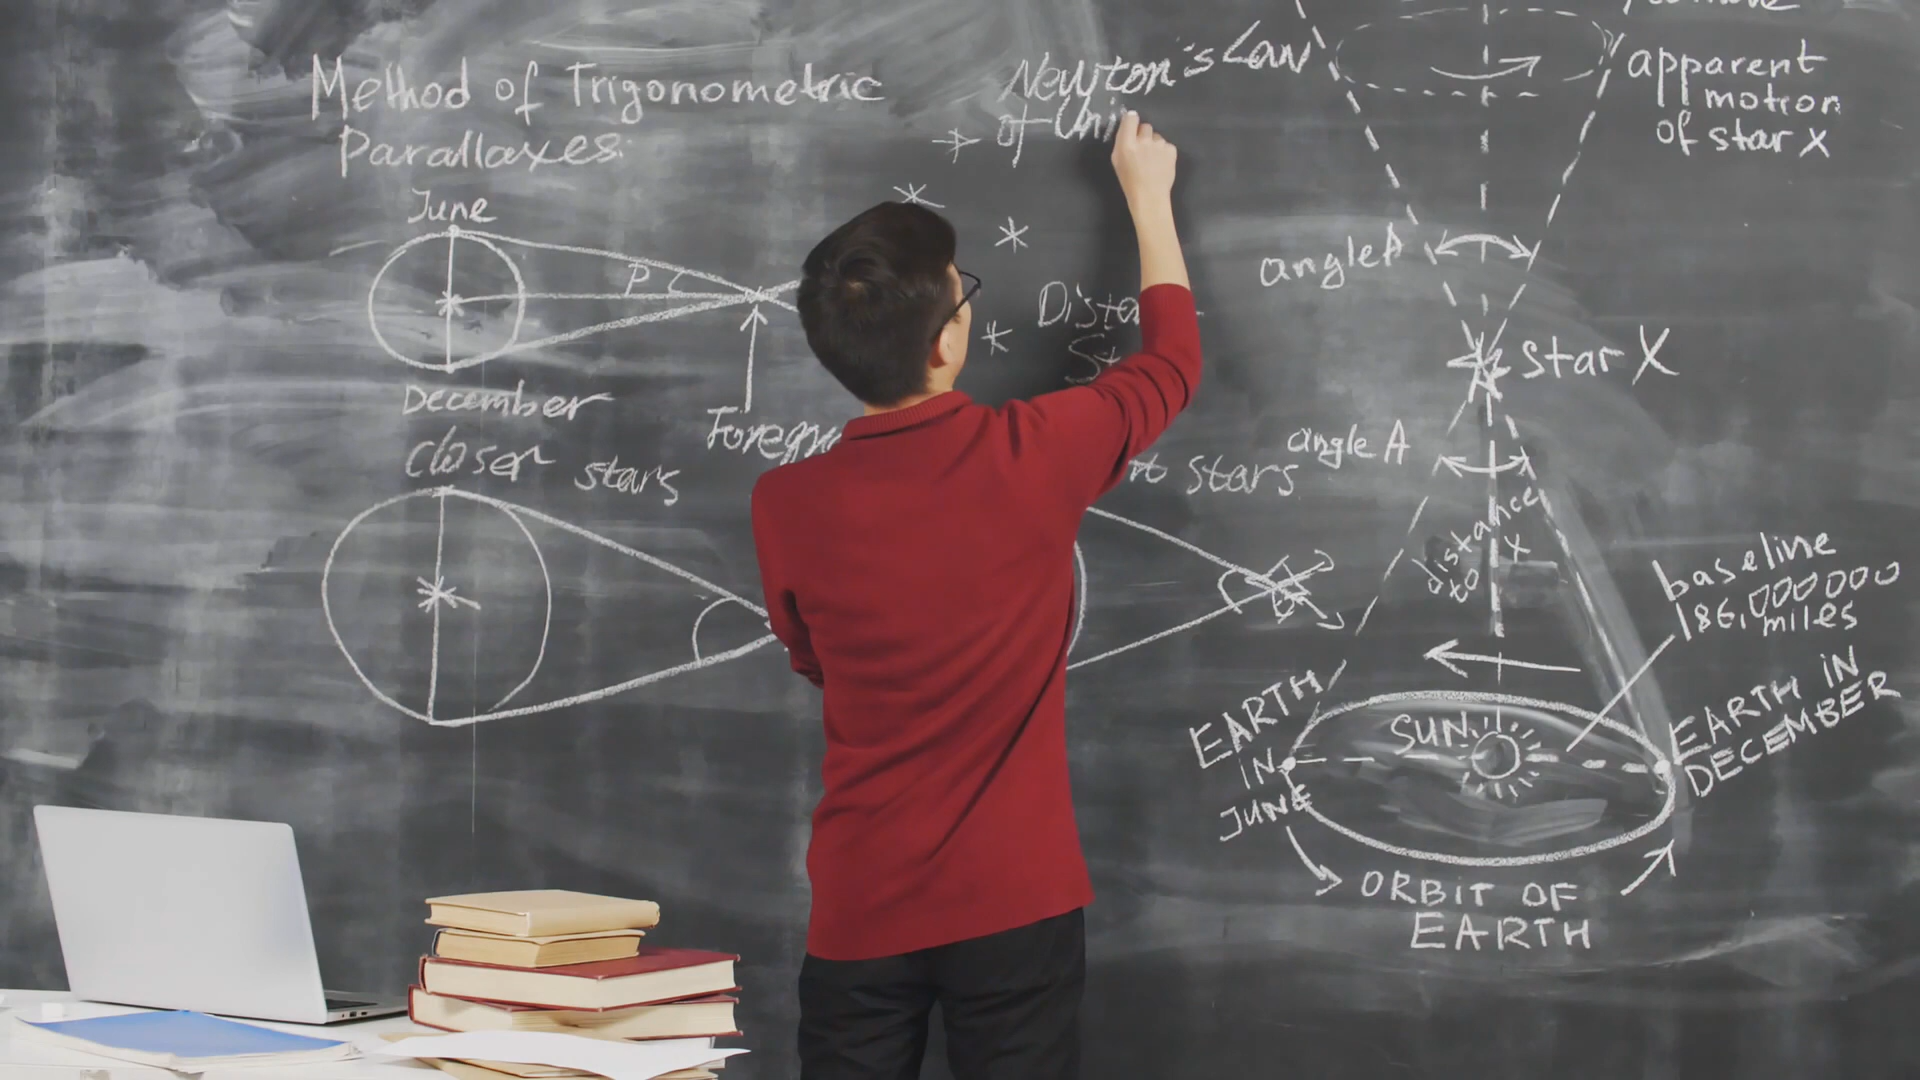 Method of Trigonometric
Parallaxes:
June
P
December
closer stars
Newton's Law
of Uni
stars
apparent
motion
of star X
angle A
star X
angle A
distance
to X
baseline
186,000000
miles
EARTH
IN
JUNE
SUN
EARTH IN
DECEMBER
ORBIT OF
EARTH